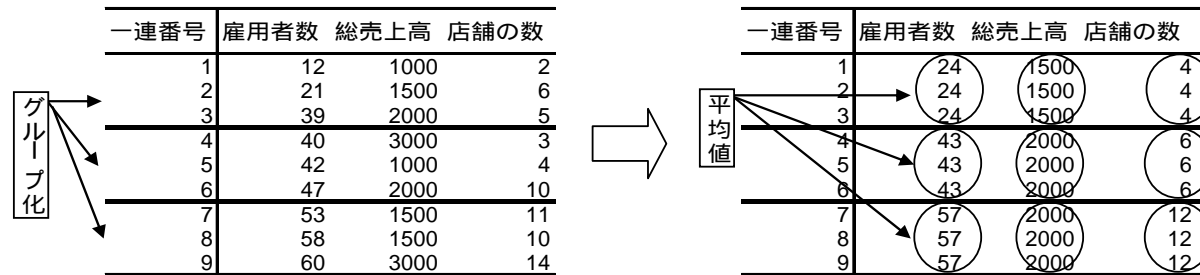 一連番号 雇用者数 総売上高 店舗の数
1 12 1000 2
2 21 1500 6
3 39 2000 5
4 40 3000 3
5 42 1000 4
6 47 2000 10
7 53 1500 11
8 58 1500 10
9 60 3000 14
グループ化
平均値
一連番号 雇用者数 総売上高 店舗の数
1 24 1500 4
2 24 1500 4
3 24 1500 4
4 43 2000 6
5 43 2000 6
6 43 2000 6
7 57 2000 12
8 57 2000 12
9 57 2000 12